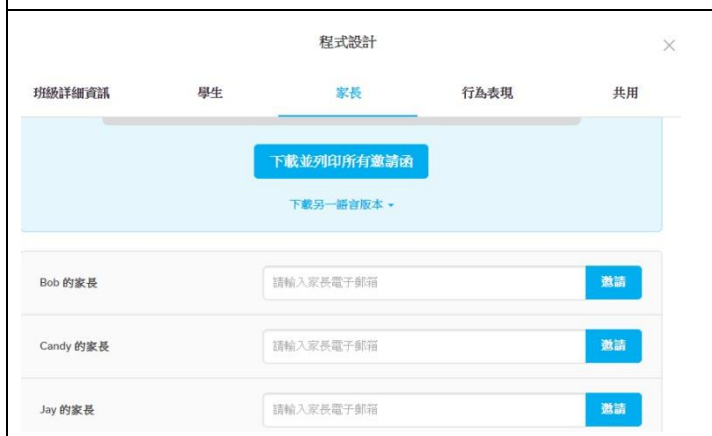 程式設計
班級詳細資訊 學生 家長 行為表現 共用
下載並列印所有邀請函
下載另一語言版本
Bob 的家長 請輸入家長電子郵箱 邀請
Candy 的家長 請輸入家長電子郵箱 邀請
Jay 的家長 請輸入家長電子郵箱 邀請